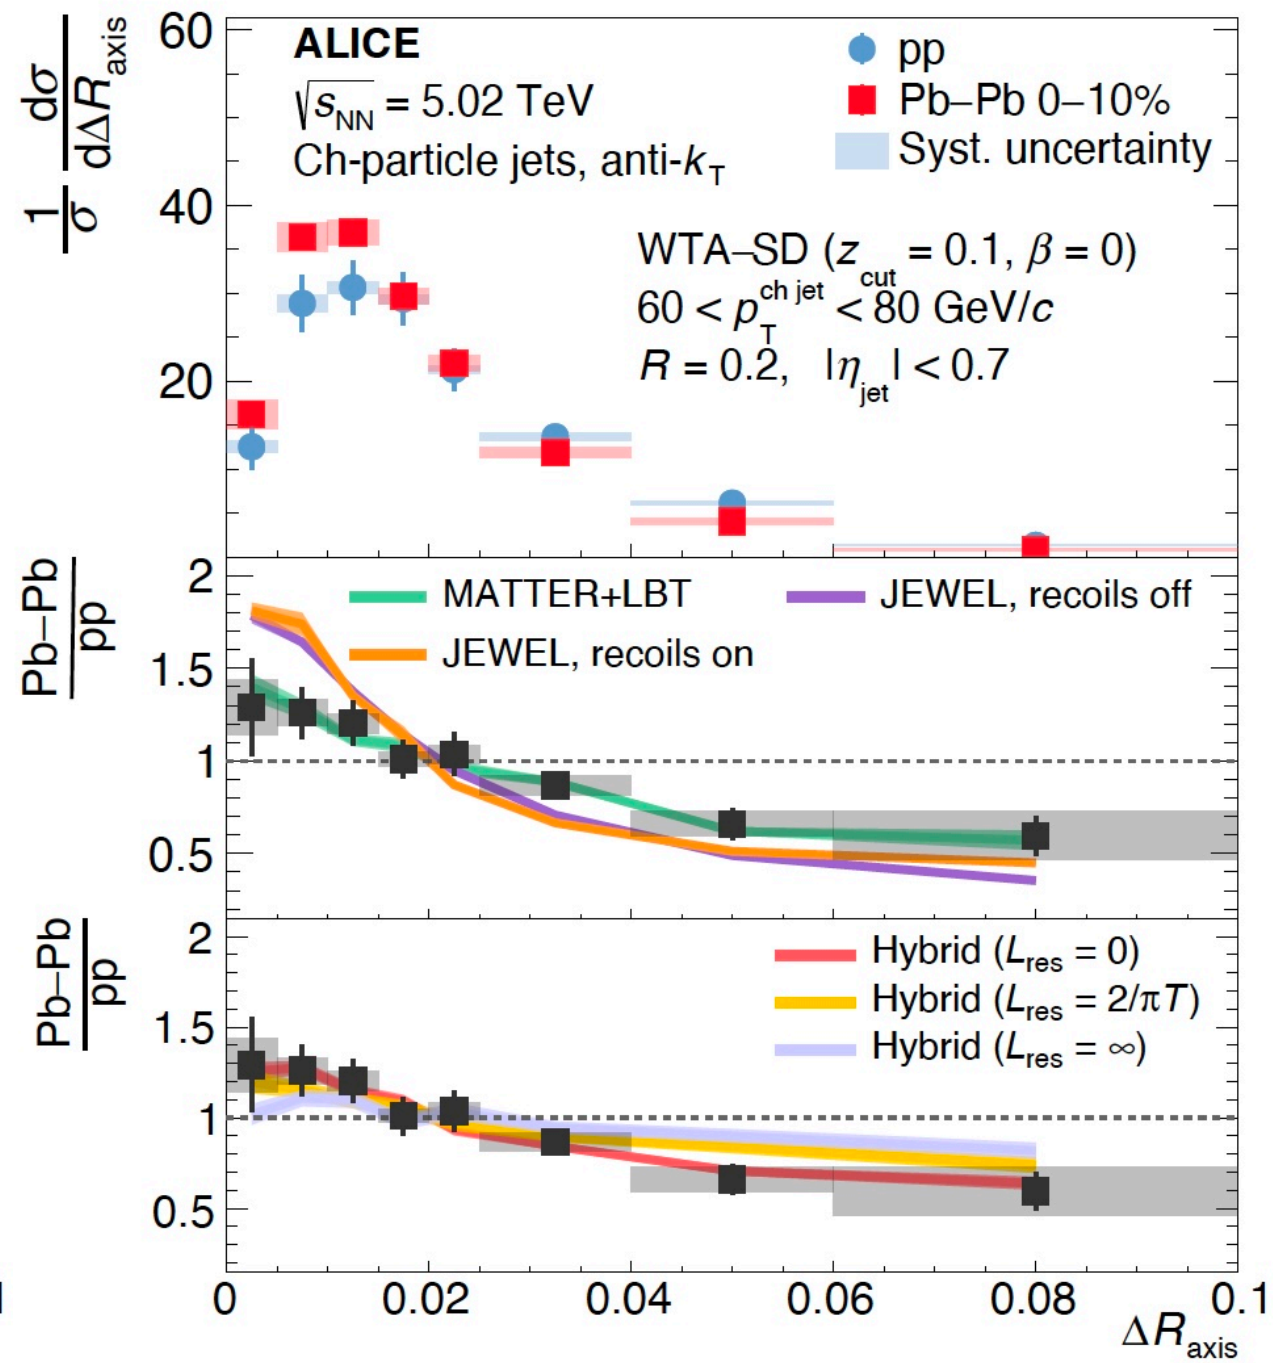 1/σ dσ/dΔR_axis
60
40
20
ALICE
√s_NN = 5.02 TeV
Ch-particle jets, anti-k_T
pp
Pb–Pb 0–10%
Syst. uncertainty
WTA–SD (z_cut = 0.1, β = 0)
60 < p_T^ch jet < 80 GeV/c
R = 0.2, |η_jet| < 0.7
Pb–Pb
pp
2
1.5
1
0.5
MATTER+LBT
JEWEL, recoils off
JEWEL, recoils on
Pb–Pb
pp
2
1.5
1
0.5
Hybrid (L_res = 0)
Hybrid (L_res = 2/πT)
Hybrid (L_res = ∞)
0 0.02 0.04 0.06 0.08 0.1
ΔR_axis